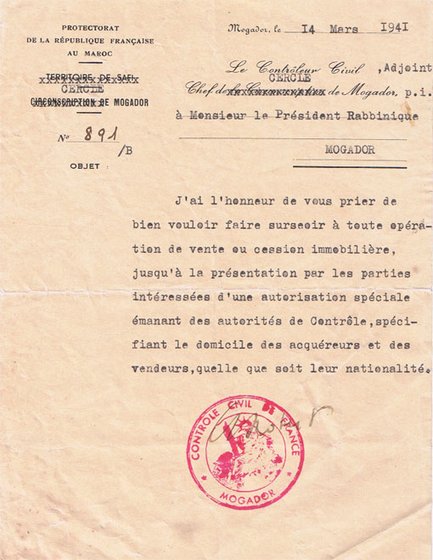 PROTECTORAT
DE LA RÉPUBLIQUE FRANÇAISE
AU MAROC
TERRITOIRE DE SAFI
CERCLE
CIRCONSCRIPTION DE MOGADOR
N° 891
/B
OBJET :
Mogador, le 14 Mars 1941
Le Contrôleur Civil, Adjoint
CERCLE
Chef de la Circonscription de Mogador, p.i.
à Monsieur le Président Rabbinique
MOGADOR
J'ai l'honneur de vous prier de
bien vouloir faire surseoir à toute opéra-
tion de vente ou cession immobilière,
jusqu'à la présentation par les parties
intéressées d'une autorisation spéciale
émanant des autorités de Contrôle,spéci-
fiant le domicile des acquéreurs et des
vendeurs,quelle que soit leur nationalité.
CONTROLE CIVIL DE FRANCE
MOGADOR